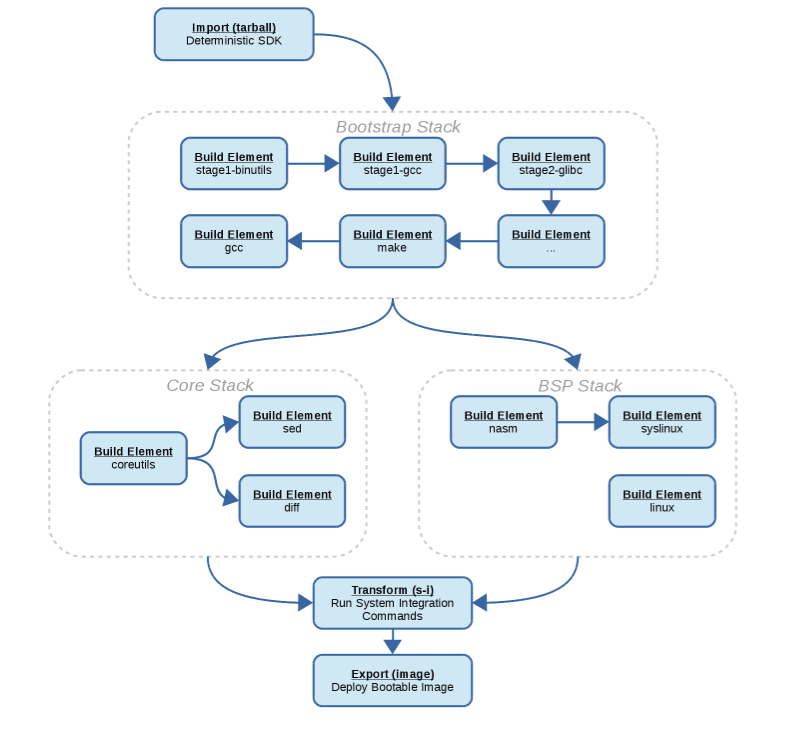 Import (tarball)
Deterministic SDK
Bootstrap Stack
Build Element
stage1-binutils
Build Element
stage1-gcc
Build Element
stage2-glibc
Build Element
gcc
Build Element
make
Build Element
...
Core Stack
Build Element
coreutils
Build Element
sed
Build Element
diff
BSP Stack
Build Element
nasm
Build Element
syslinux
Build Element
linux
Transform (s-i)
Run System Integration
Commands
Export (image)
Deploy Bootable Image